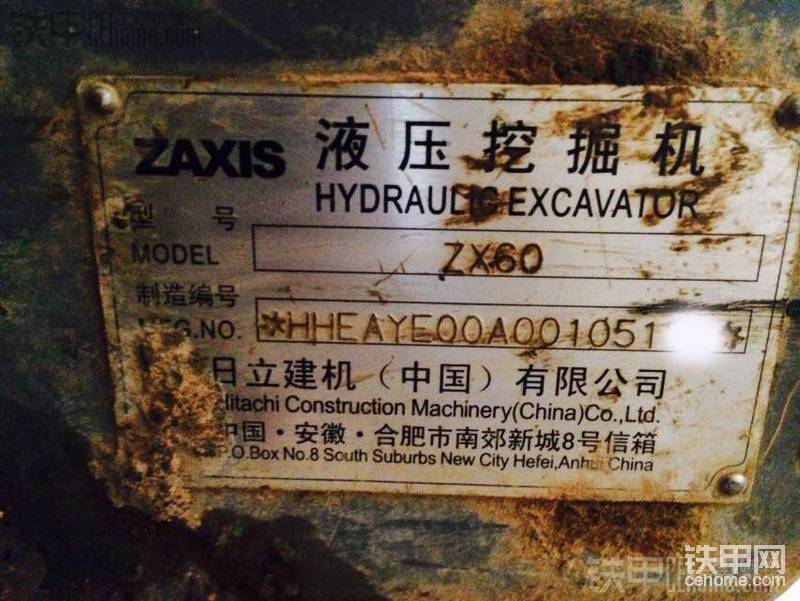 ZAXIS 液压挖掘机
HYDRAULIC EXCAVATOR
型 号
MODEL ZX60
制造编号
MFG.NO. *HHEAYE00A001051
日立建机（中国）有限公司
Hitachi Construction Machinery(China)Co.,Ltd.
中国·安徽·合肥市南郊新城8号信箱
P.O.Box No.8 South Suburbs New City Hefei,Anhui China
铁甲网
cehome.com